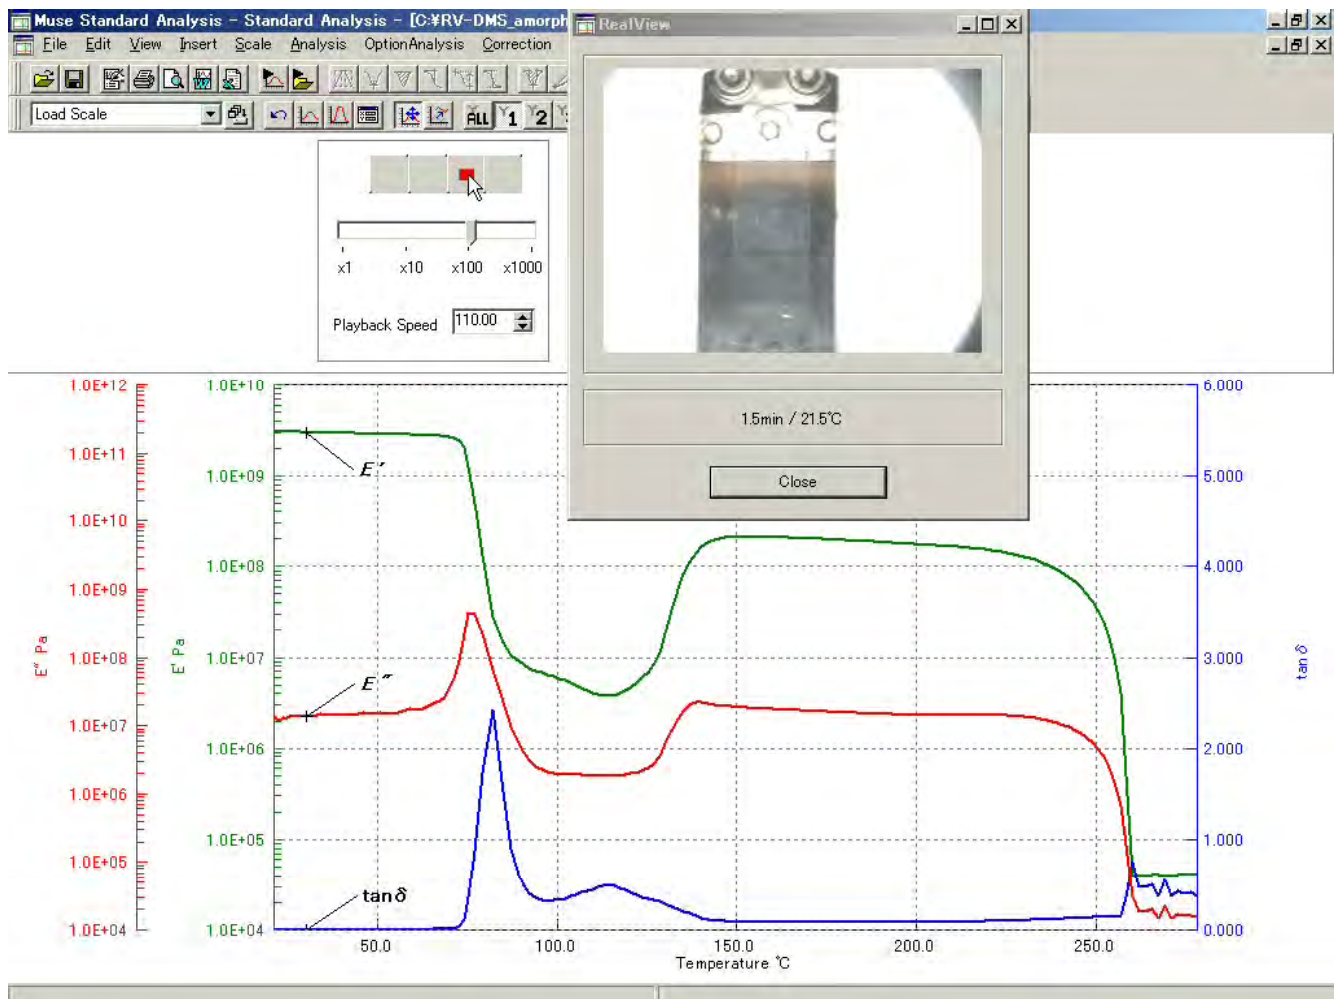 Muse Standard Analysis - Standard Analysis - [C:¥RV-DMS_amorph
RealView
File Edit View Insert Scale Analysis OptionAnalysis Correction
Load Scale
ALL Y1 Y2
x1 x10 x100 x1000
Playback Speed 110.00
1.5min / 21.5℃
Close
1.0E+12 1.0E+10 6.000
1.0E+11
E'
1.0E+09 5.000
1.0E+10
1.0E+08 4.000
1.0E+09
E" Pa E' Pa tan δ
1.0E+08 1.0E+07 3.000
E"
1.0E+07
1.0E+06 2.000
1.0E+06
1.0E+05 1.000
1.0E+05
tan δ
1.0E+04 1.0E+04 0.000
50.0 100.0 150.0 200.0 250.0
Temperature ℃